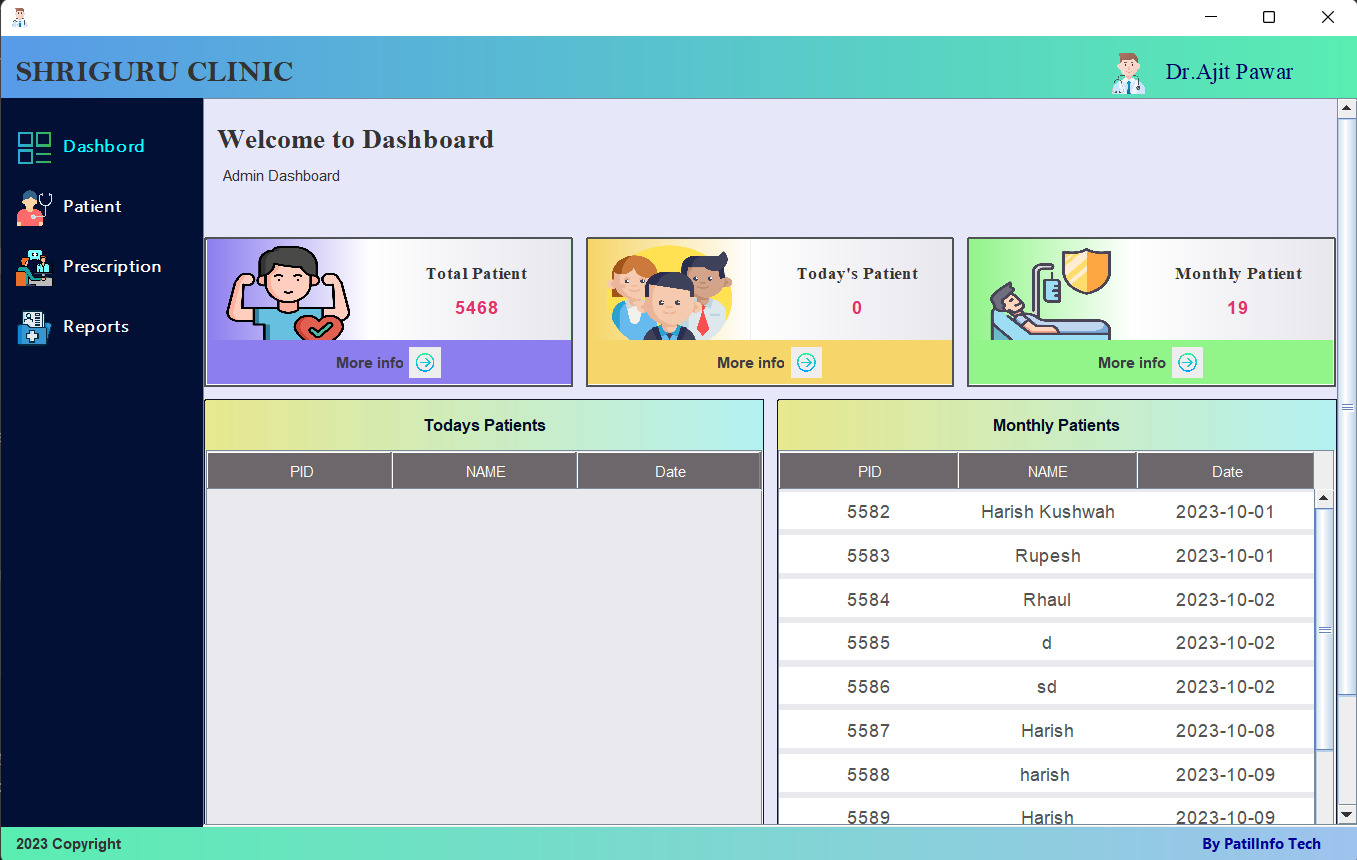 SHRIGURU CLINIC
Dr.Ajit Pawar
Dashbord
Patient
Prescription
Reports
Welcome to Dashboard
Admin Dashboard
Total Patient
5468
More info
Today's Patient
0
More info
Monthly Patient
19
More info
Todays Patients
PID NAME Date
Monthly Patients
PID NAME Date
5582 Harish Kushwah 2023-10-01
5583 Rupesh 2023-10-01
5584 Rhaul 2023-10-02
5585 d 2023-10-02
5586 sd 2023-10-02
5587 Harish 2023-10-08
5588 harish 2023-10-09
5589 Harish 2023-10-09
2023 Copyright
By PatilInfo Tech